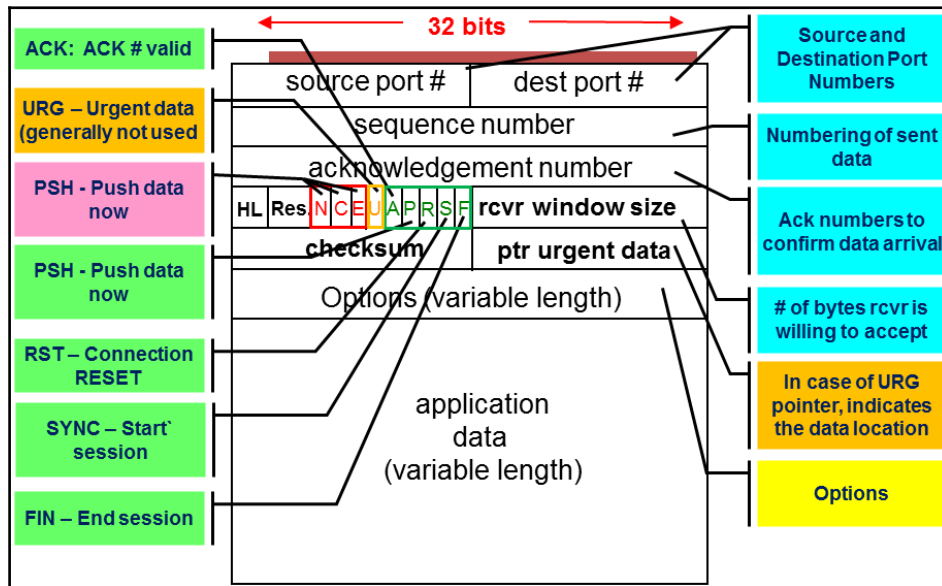 32 bits
ACK: ACK # valid
URG – Urgent data
(generally not used
PSH - Push data
now
PSH - Push data
now
RST – Connection
RESET
SYNC – Start`
session
FIN – End session
source port #
dest port #
sequence number
acknowledgement number
HL Res. N C E U A P R S F rcvr window size
checksum
ptr urgent data
Options (variable length)
application
data
(variable length)
Source and
Destination Port
Numbers
Numbering of sent
data
Ack numbers to
confirm data arrival
# of bytes rcvr is
willing to accept
In case of URG
pointer, indicates
the data location
Options